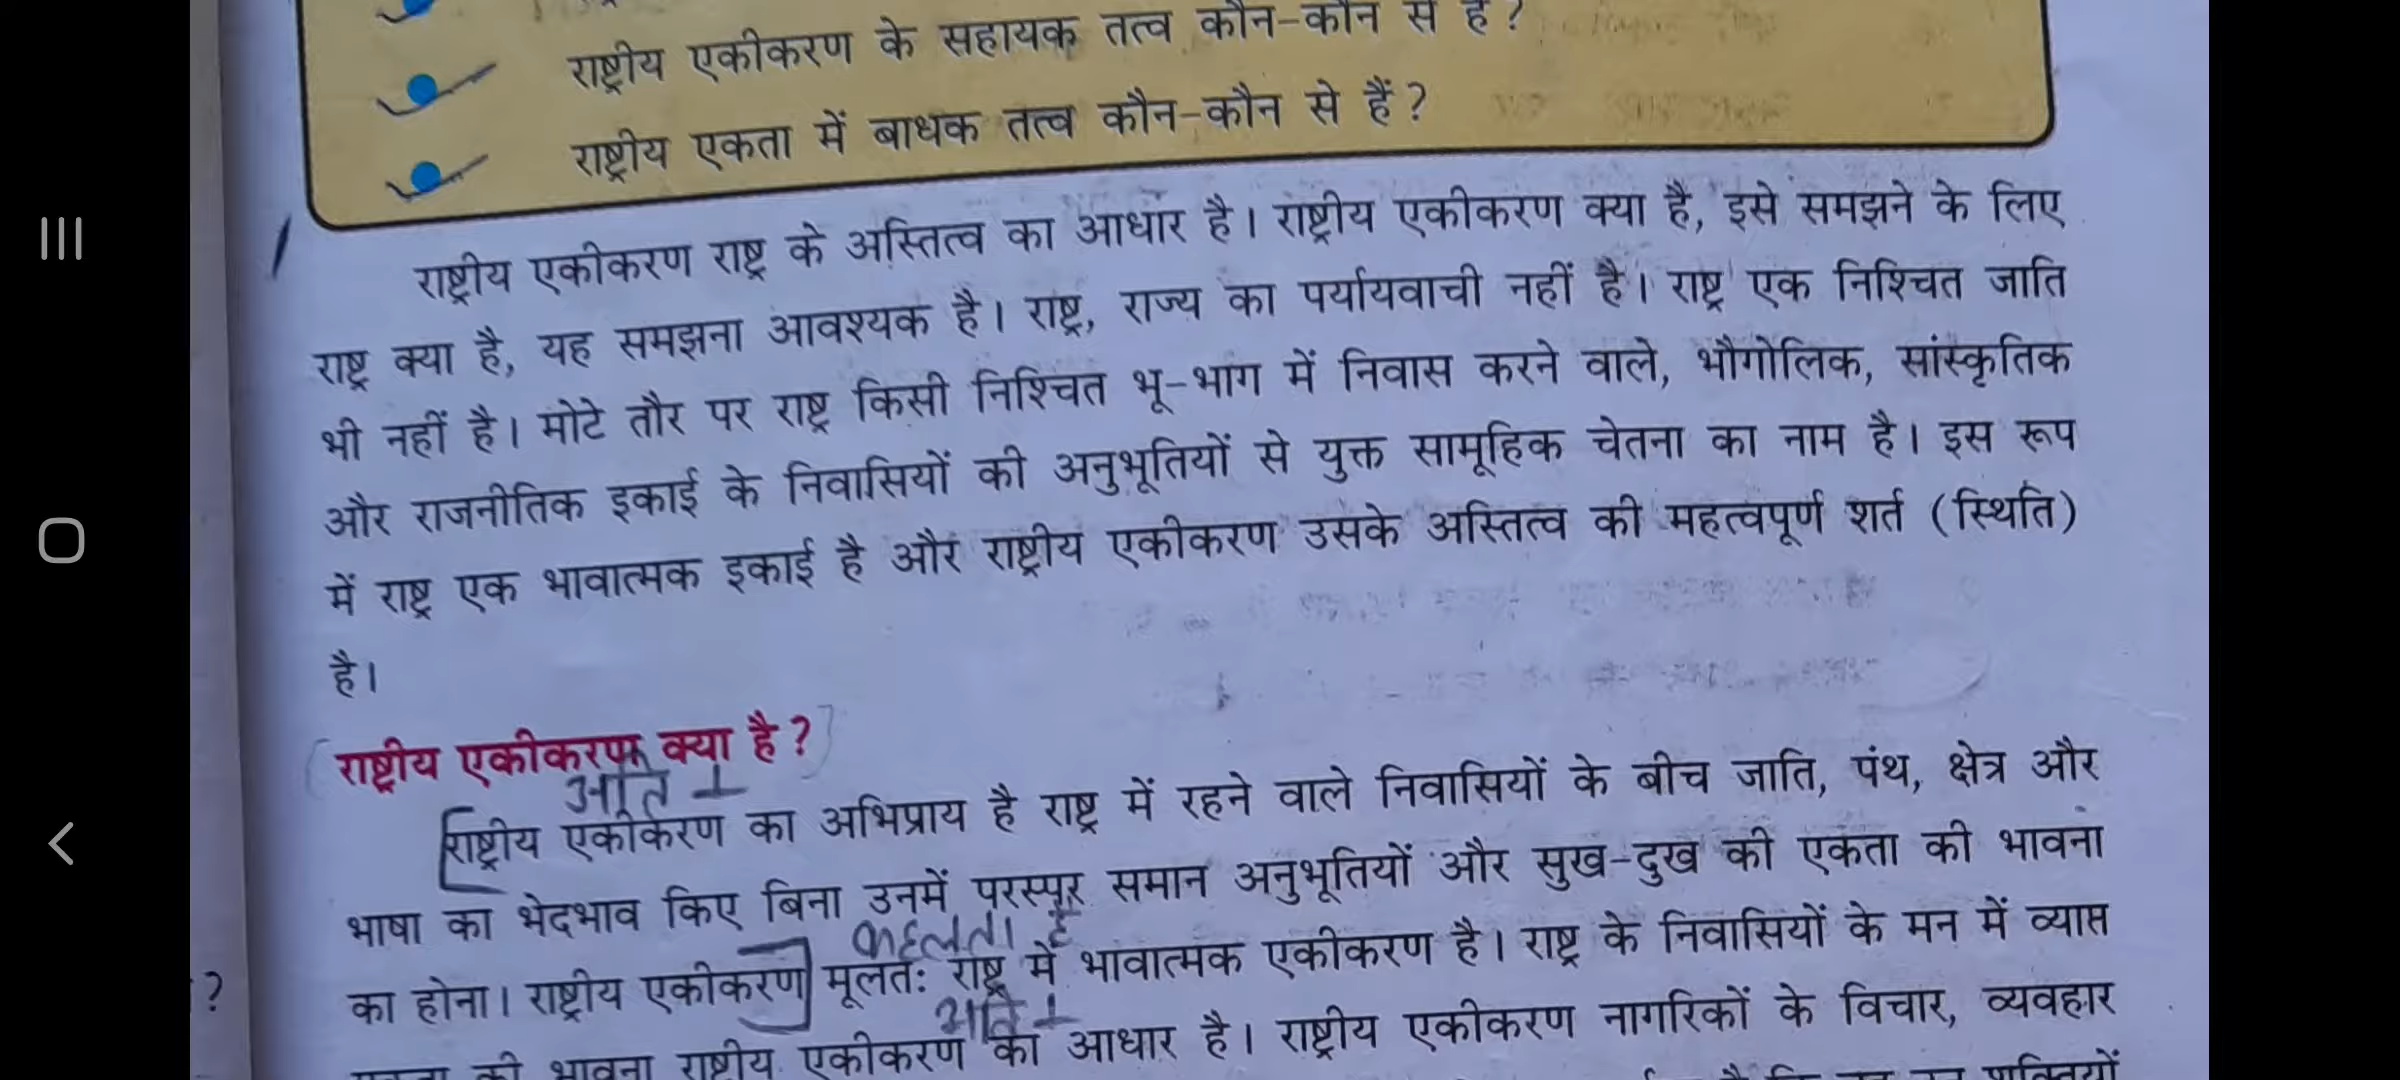 राष्ट्रीय एकीकरण के सहायक तत्व कौन-कौन से हैं?
राष्ट्रीय एकता में बाधक तत्व कौन-कौन से हैं?
राष्ट्रीय एकीकरण राष्ट्र के अस्तित्व का आधार है। राष्ट्रीय एकीकरण क्या है, इसे समझने के लिए
राष्ट्र क्या है, यह समझना आवश्यक है। राष्ट्र, राज्य का पर्यायवाची नहीं है। राष्ट्र एक निश्चित जाति
भी नहीं है। मोटे तौर पर राष्ट्र किसी निश्चित भू-भाग में निवास करने वाले, भौगोलिक, सांस्कृतिक
और राजनीतिक इकाई के निवासियों की अनुभूतियों से युक्त सामूहिक चेतना का नाम है। इस रूप
में राष्ट्र एक भावात्मक इकाई है और राष्ट्रीय एकीकरण उसके अस्तित्व की महत्वपूर्ण शर्त (स्थिति)
है।
राष्ट्रीय एकीकरण क्या है?
राष्ट्रीय एकीकरण का अभिप्राय है राष्ट्र में रहने वाले निवासियों के बीच जाति, पंथ, क्षेत्र और
भाषा का भेदभाव किए बिना उनमें परस्पर समान अनुभूतियों और सुख-दुख की एकता की भावना
कहलता है
का होना। राष्ट्रीय एकीकरण मूलतः राष्ट्र में भावात्मक एकीकरण है। राष्ट्र के निवासियों के मन में व्याप्त
?
की भावना राष्ट्रीय एकीकरण का आधार है। राष्ट्रीय एकीकरण नागरिकों के विचार, व्यवहार